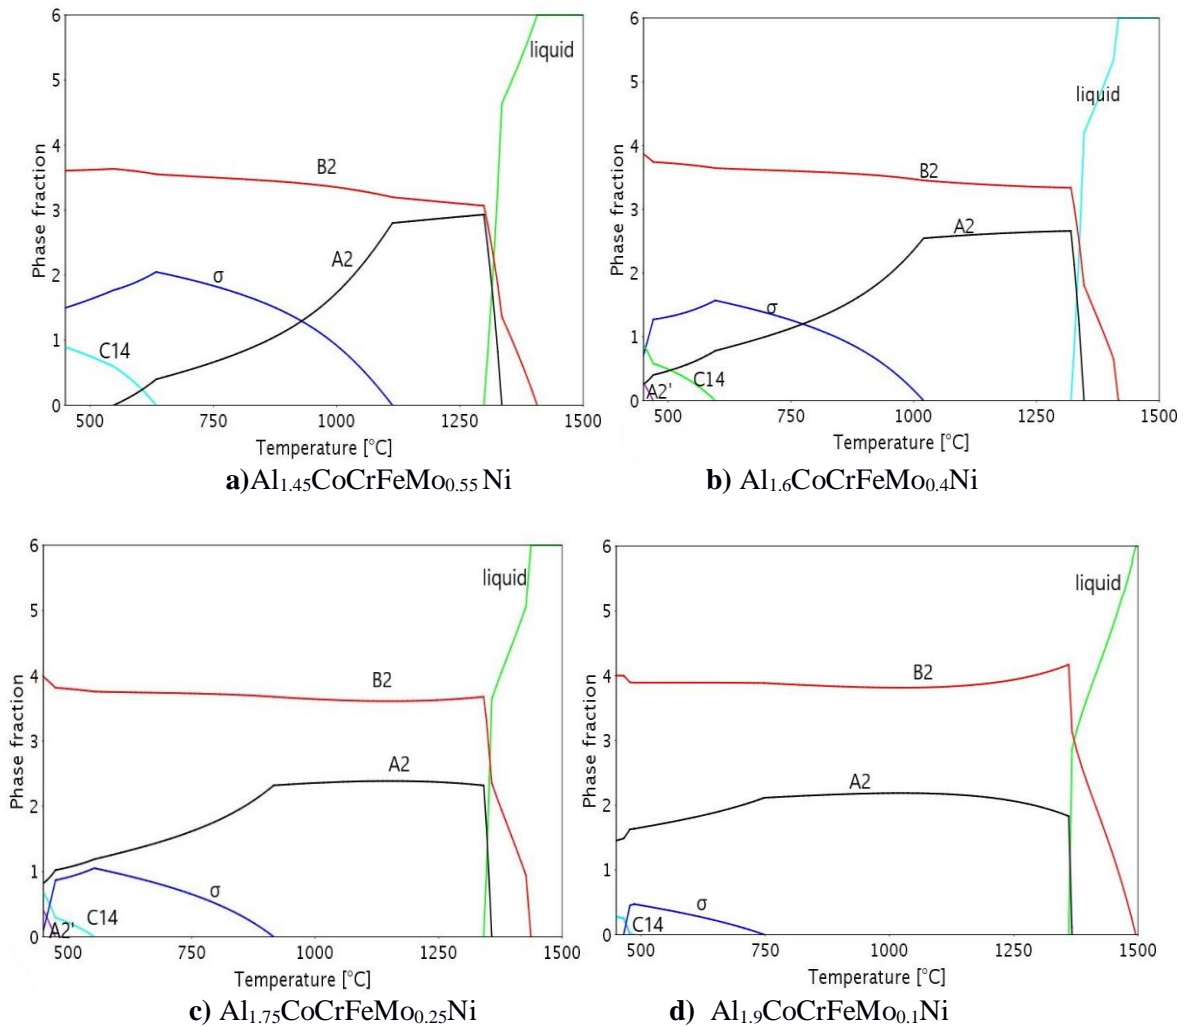 6
5
4
3
2
1
0
Phase fraction
liquid
B2
A2
σ
C14
500 750 1000 1250 1500
Temperature [°C]
a)Al1.45CoCrFeMo0.55 Ni
6
5
4
3
2
1
0
Phase fraction
liquid
B2
A2
σ
C14
A2'
500 750 1000 1250 1500
Temperature [°C]
b) Al1.6CoCrFeMo0.4Ni
6
5
4
3
2
1
0
Phase fraction
liquid
B2
A2
σ
C14
A2'
500 750 1000 1250 1500
Temperature [°C]
c) Al1.75CoCrFeMo0.25Ni
6
5
4
3
2
1
0
Phase fraction
liquid
B2
A2
σ
C14
500 750 1000 1250 1500
Temperature [°C]
d) Al1.9CoCrFeMo0.1Ni